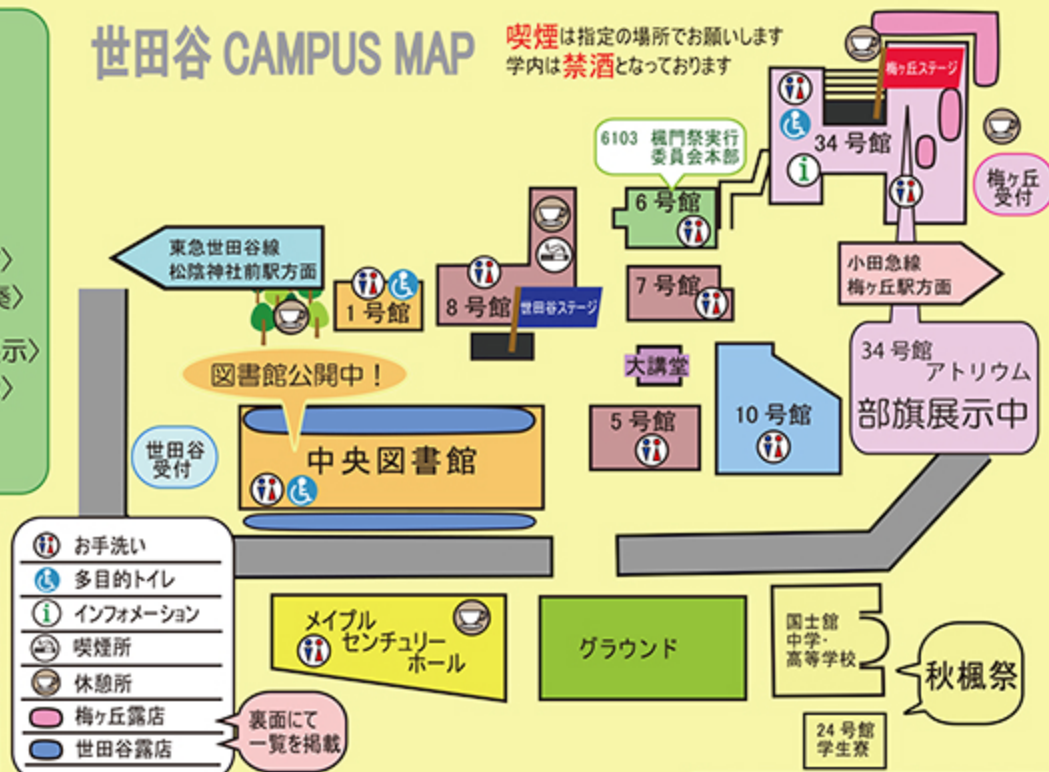 世田谷 CAMPUS MAP
喫煙は指定の場所でお願いします
学内は禁酒となっております
梅ヶ丘ステージ
34 号館
梅ヶ丘
受付
6103 楓門祭実行
委員会本部
6 号館
東急世田谷線
松陰神社前駅方面
1 号館
8 号館
世田谷ステージ
7 号館
小田急線
梅ヶ丘駅方面
〉
〉
示〉
〉
図書館公開中！
大講堂
34 号館
アトリウム
部旗展示中
5 号館
10 号館
世田谷
受付
中央図書館
お手洗い
多目的トイレ
インフォメーション
喫煙所
休憩所
梅ヶ丘露店
世田谷露店
裏面にて
一覧を掲載
メイプル
センチュリー
ホール
グラウンド
国士館
中学・
高等学校
秋楓祭
24 号館
学生寮